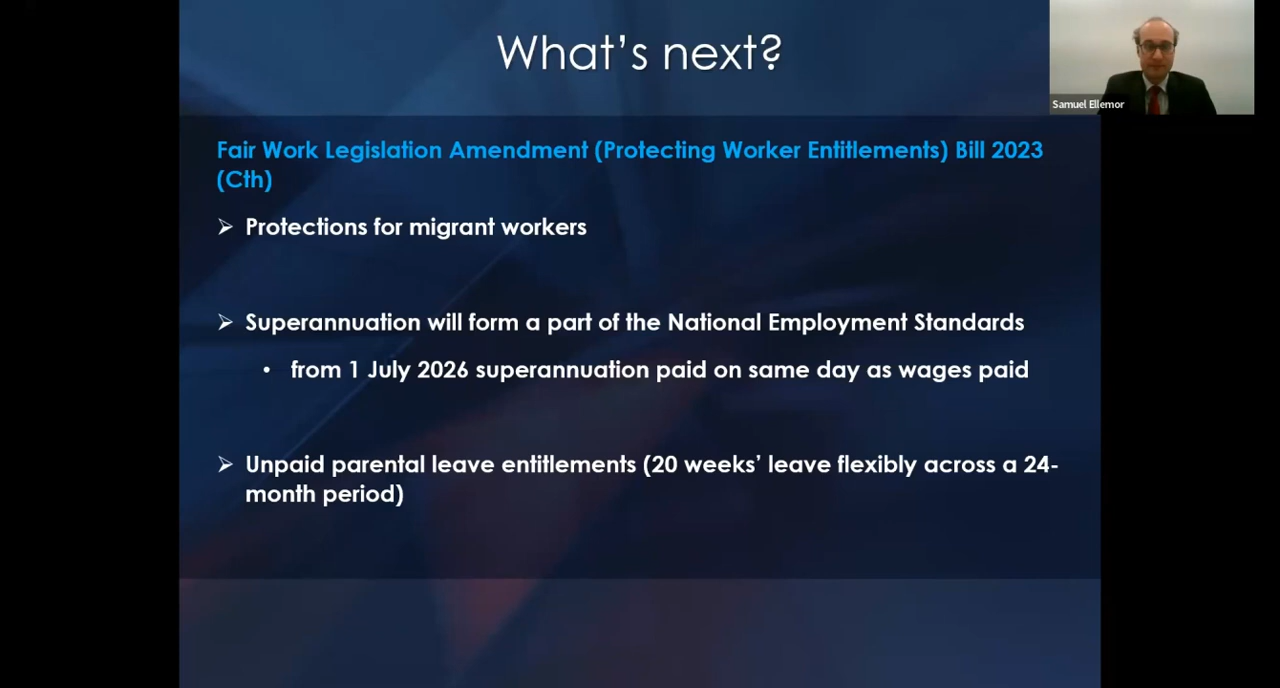 What's next?
Samuel Ellemor
Fair Work Legislation Amendment (Protecting Worker Entitlements) Bill 2023
(Cth)
➢ Protections for migrant workers
➢ Superannuation will form a part of the National Employment Standards
• from 1 July 2026 superannuation paid on same day as wages paid
➢ Unpaid parental leave entitlements (20 weeks' leave flexibly across a 24-
month period)